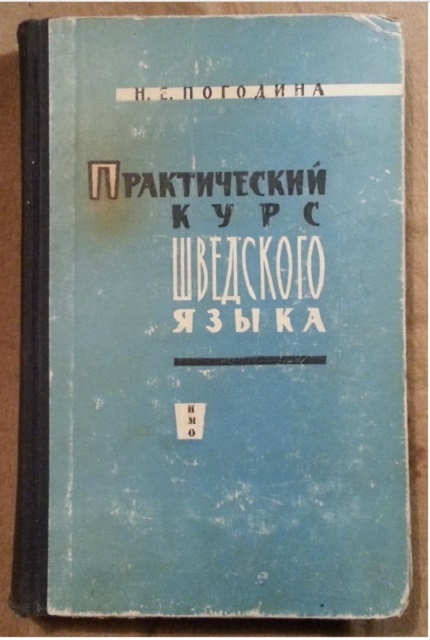 Н. Е. ПОГОДИНА
ПРАКТИЧЕСКИЙ
КУРС
ШВЕДСКОГО
ЯЗЫКА
ИМО